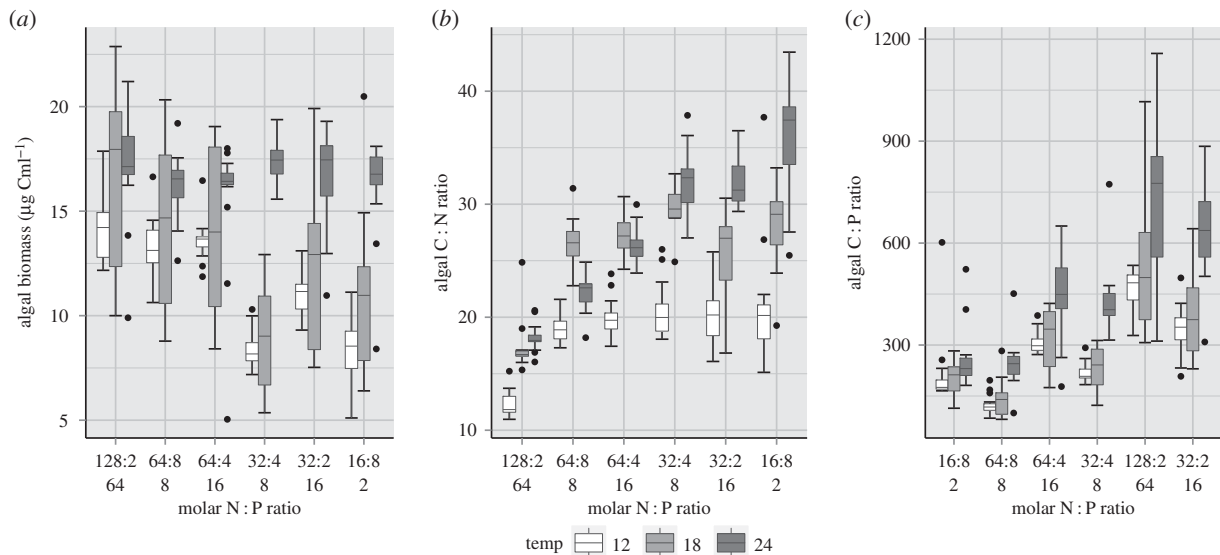 (a)
(b)
(c)
algal biomass (µg Cml−1)
20
15
10
5
128:2 64:8 64:4 32:4 32:2 16:8
64 8 16 8 16 2
molar N : P ratio
algal C : N ratio
40
30
20
10
128:2 64:8 64:4 32:4 32:2 16:8
64 8 16 8 16 2
molar N : P ratio
algal C : P ratio
1200
900
600
300
16:8 64:8 64:4 32:4 128:2 32:2
2 8 16 8 64 16
molar N : P ratio
temp 12 18 24